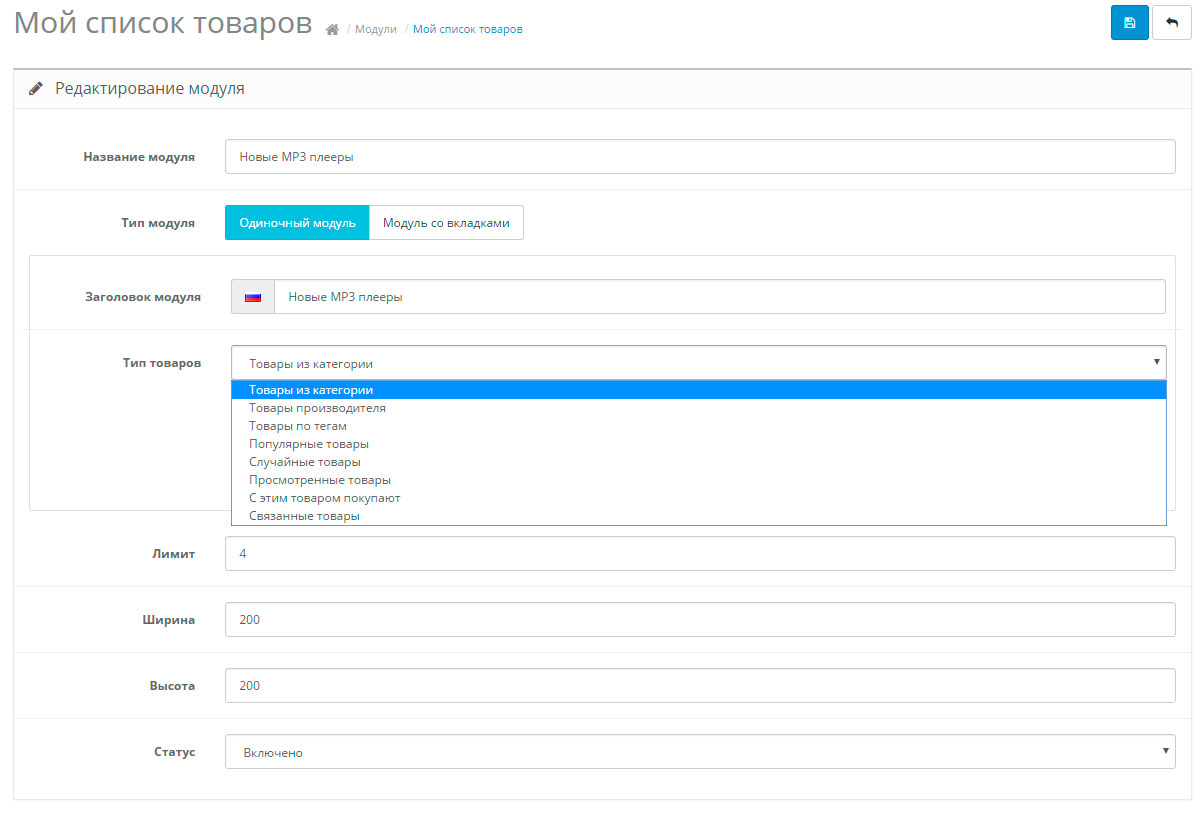 Мой список товаров / Модули / Мой список товаров
Редактирование модуля
Название модуля Новые MP3 плееры
Тип модуля Одиночный модуль Модуль со вкладками
Заголовок модуля Новые MP3 плееры
Тип товаров Товары из категории
Товары из категории
Товары производителя
Товары по тегам
Популярные товары
Случайные товары
Просмотренные товары
С этим товаром покупают
Связанные товары
Лимит 4
Ширина 200
Высота 200
Статус Включено